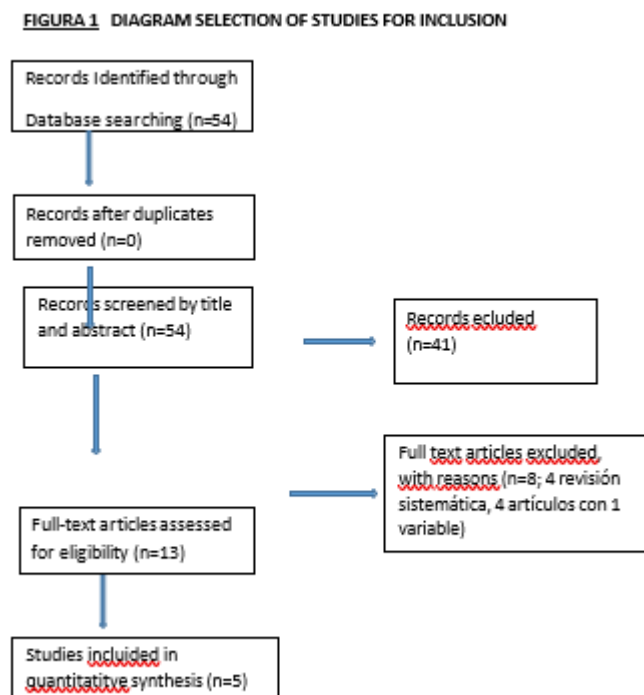 FIGURA 1 DIAGRAM SELECTION OF STUDIES FOR INCLUSION
Records Identified through
Database searching (n=54)
Records after duplicates
removed (n=0)
Records screened by title
and abstract (n=54)
Records ecluded
(n=41)
Full text articles excluded,
with reasons (n=8; 4 revisión
sistemática, 4 artículos con 1
variable)
Full-text articles assessed
for eligibility (n=13)
Studies incluided in
quantitatitve synthesis (n=5)